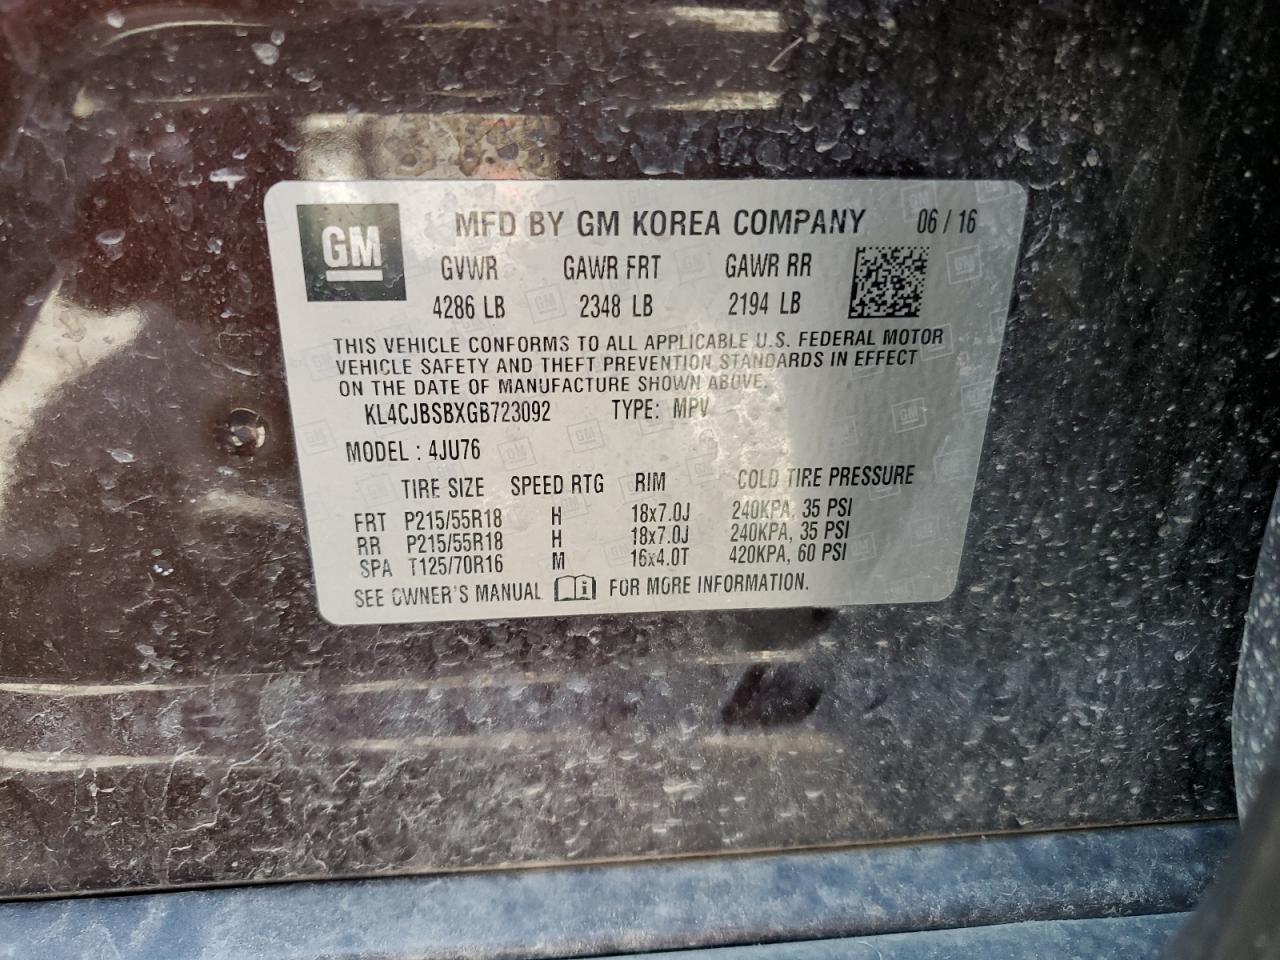 GM
MFD BY GM KOREA COMPANY 06 / 16
GVWR GAWR FRT GAWR RR
4286 LB 2348 LB 2194 LB
THIS VEHICLE CONFORMS TO ALL APPLICABLE U.S. FEDERAL MOTOR
VEHICLE SAFETY AND THEFT PREVENTION STANDARDS IN EFFECT
ON THE DATE OF MANUFACTURE SHOWN ABOVE.
KL4CJBSBXGB723092 TYPE: MPV
MODEL : 4JU76
TIRE SIZE SPEED RTG RIM COLD TIRE PRESSURE
FRT P215/55R18 H 18x7.0J 240KPA, 35 PSI
RR P215/55R18 H 18x7.0J 240KPA, 35 PSI
SPA T125/70R16 M 16x4.0T 420KPA, 60 PSI
SEE OWNER'S MANUAL i FOR MORE INFORMATION.